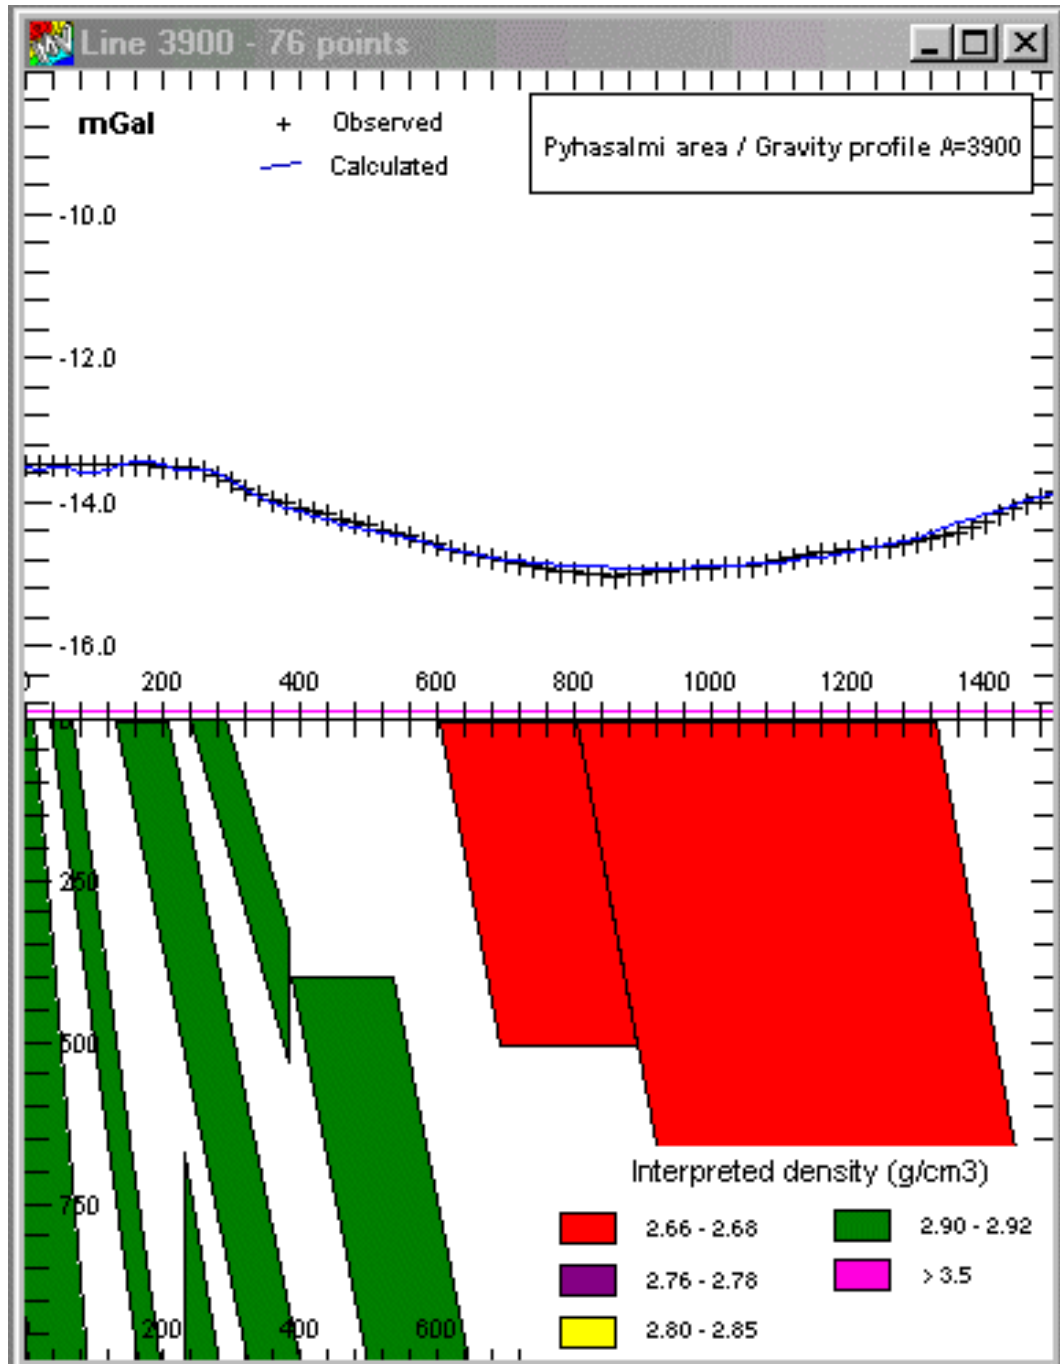 Line 3900 - 76 points
mGal
Observed
Calculated
Pyhasalmi area / Gravity profile A=3900
-10.0
-12.0
-14.0
-16.0
200 400 600 800 1000 1200 1400
250
500
750
200 400 600
Interpreted density (g/cm3)
2.66 - 2.68 2.90 - 2.92
2.76 - 2.78 > 3.5
2.80 - 2.85